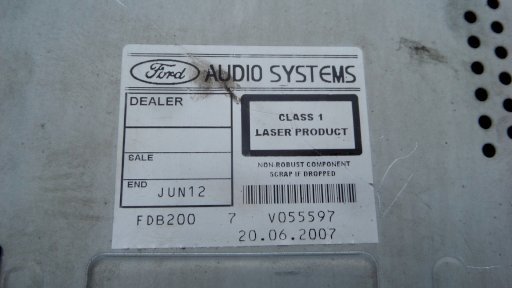 Ford AUDIO SYSTEMS
DEALER
CLASS 1
LASER PRODUCT
SALE
NON-ROBUST COMPONENT
SCRAP IF DROPPED
END JUN12
FDB200 7 V055597
20.06.2007